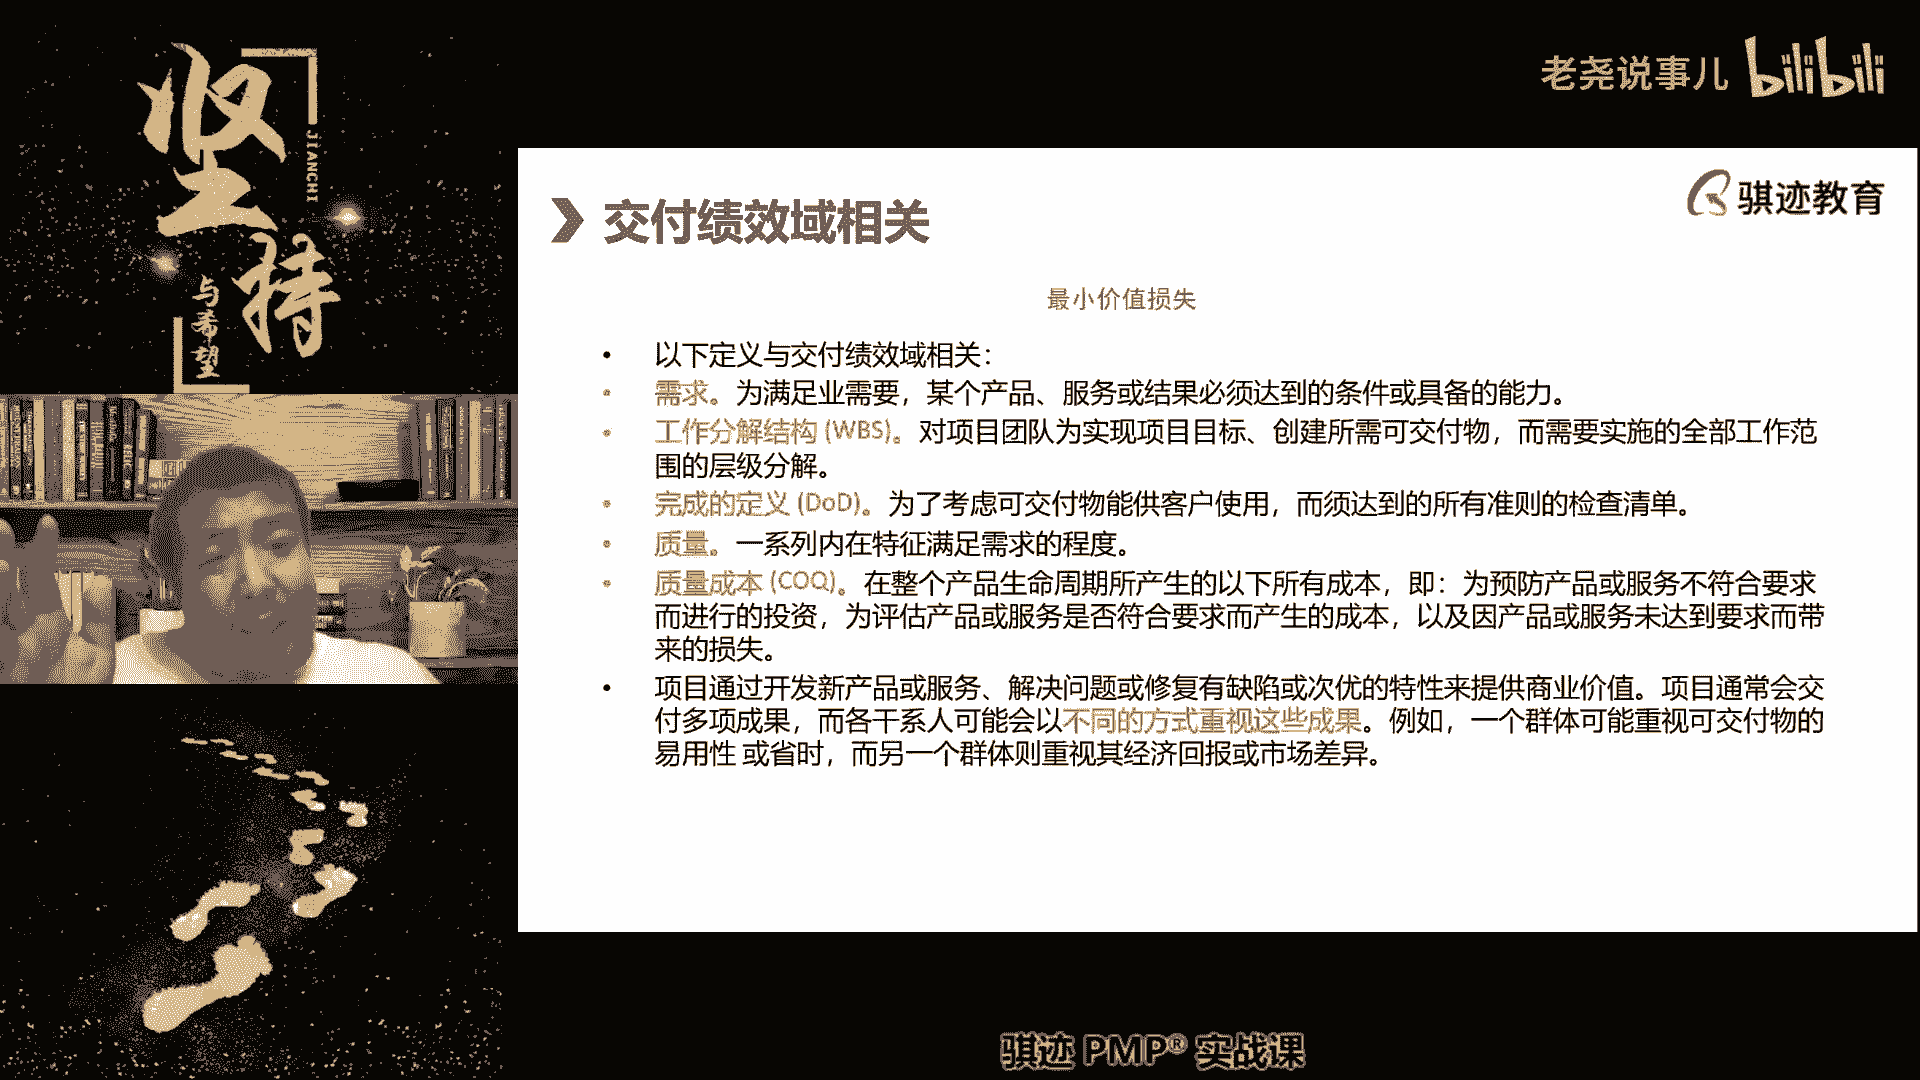 坚持
JIANCHI
与希望
老尧说事儿 bilibili
骐迹教育
交付绩效域相关
最小价值损失
• 以下定义与交付绩效域相关：
• 需求。为满足业需要，某个产品、服务或结果必须达到的条件或具备的能力。
• 工作分解结构 (WBS)。对项目团队为实现项目目标、创建所需可交付物，而需要实施的全部工作范
围的层级分解。
• 完成的定义 (DoD)。为了考虑可交付物能供客户使用，而须达到的所有准则的检查清单。
• 质量。一系列内在特征满足需求的程度。
• 质量成本 (COQ)。在整个产品生命周期所产生的以下所有成本，即：为预防产品或服务不符合要求
而进行的投资，为评估产品或服务是否符合要求而产生的成本，以及因产品或服务未达到要求而带
来的损失。
• 项目通过开发新产品或服务、解决问题或修复有缺陷或次优的特性来提供商业价值。项目通常会交
付多项成果，而各干系人可能会以不同的方式重视这些成果。例如，一个群体可能重视可交付物的
易用性 或省时，而另一个群体则重视其经济回报或市场差异。
骐迹 PMP® 实战课